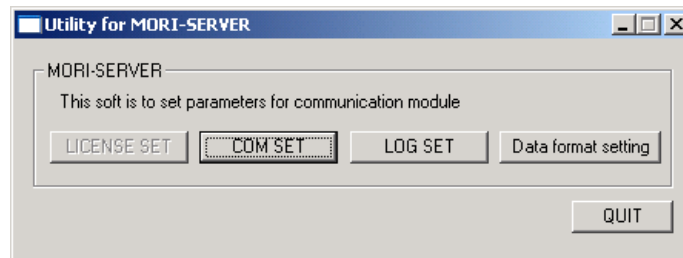 Utility for MORI-SERVER
MORI-SERVER
This soft is to set parameters for communication module
LICENSE SET COM SET LOG SET Data format setting
QUIT